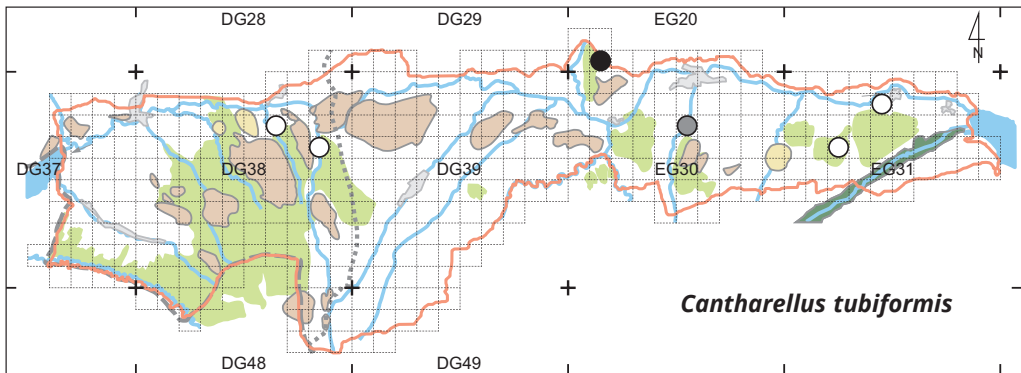 DG28 DG29 EG20
N
DG37 DG38 DG39 EG30 EG31
Cantharellus tubiformis
DG48 DG49